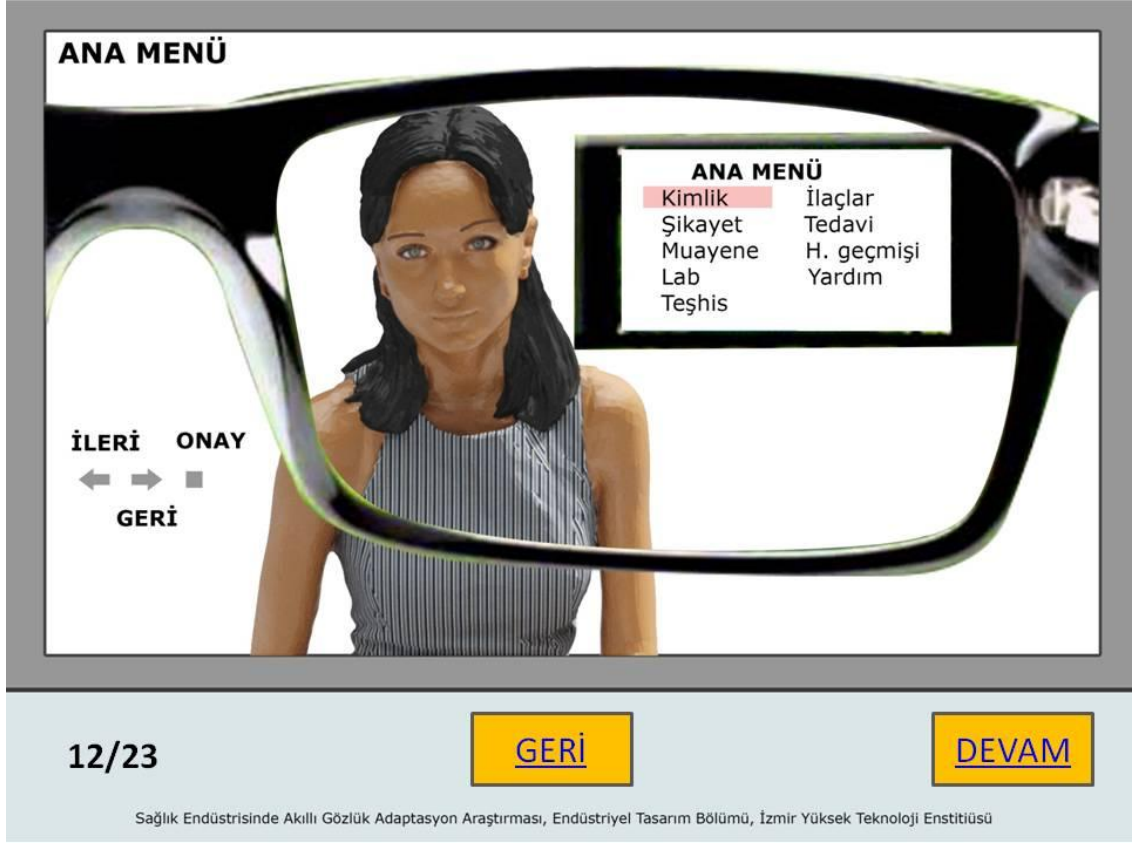 ANA MENÜ
ANA MENÜ
Kimlik İlaçlar
Şikayet Tedavi
Muayene H. geçmişi
Lab Yardım
Teşhis
İLERİ ONAY
GERİ
12/23
GERİ
DEVAM
Sağlık Endüstrisinde Akıllı Gözlük Adaptasyon Araştırması, Endüstriyel Tasarım Bölümü, İzmir Yüksek Teknoloji Enstitiüsü